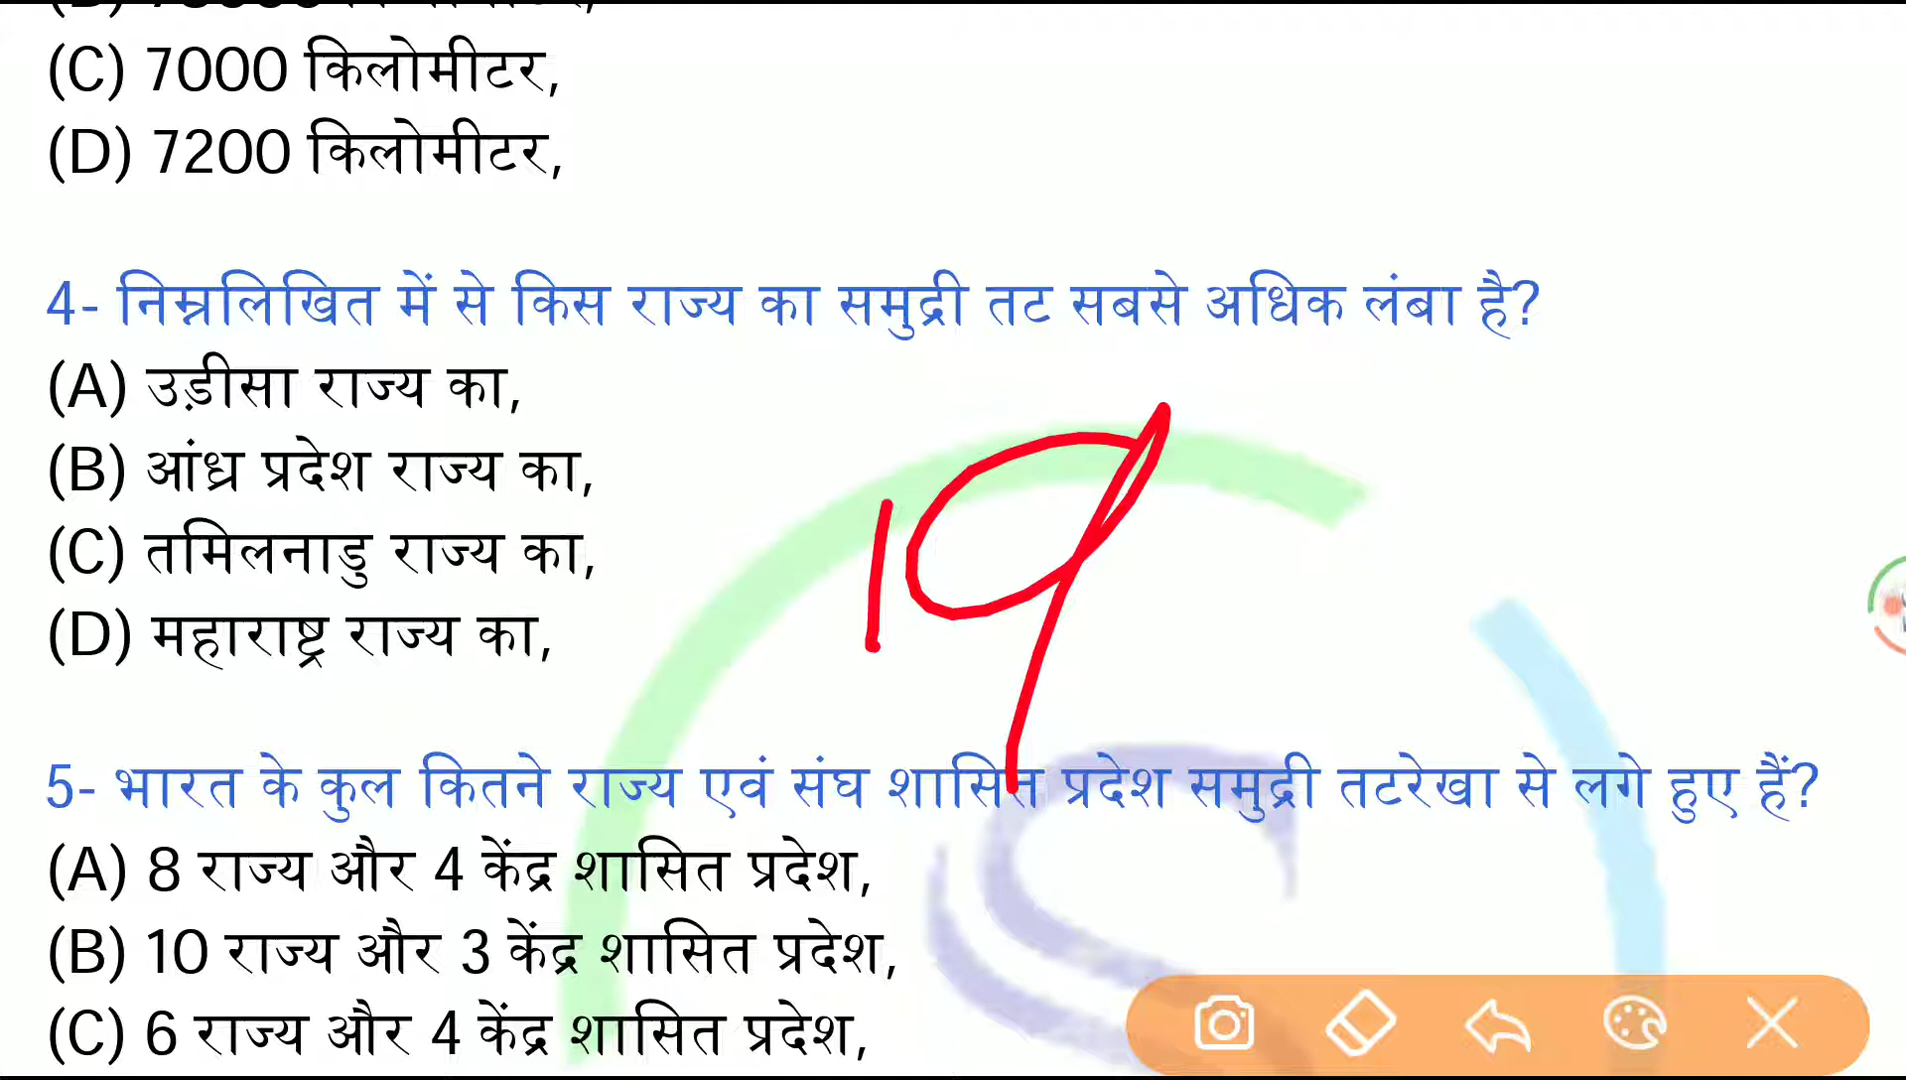 (C) 7000 किलोमीटर,
(D) 7200 किलोमीटर,
4- निम्नलिखित में से किस राज्य का समुद्री तट सबसे अधिक लंबा है?
(A) उड़ीसा राज्य का,
(B) आंध्र प्रदेश राज्य का,
(C) तमिलनाडु राज्य का,
(D) महाराष्ट्र राज्य का,
19
5- भारत के कुल कितने राज्य एवं संघ शासित प्रदेश समुद्री तटरेखा से लगे हुए हैं?
(A) 8 राज्य और 4 केंद्र शासित प्रदेश,
(B) 10 राज्य और 3 केंद्र शासित प्रदेश,
(C) 6 राज्य और 4 केंद्र शासित प्रदेश,